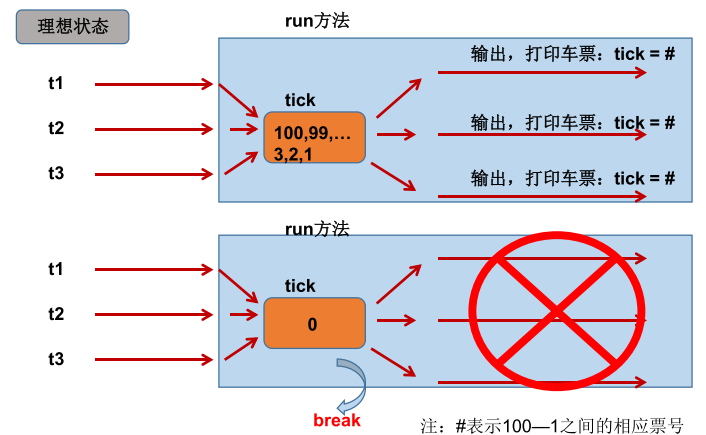 理想状态
run方法
输出，打印车票：tick = #
t1
tick
t2
100,99,…
3,2,1
输出，打印车票：tick = #
t3
输出，打印车票：tick = #
run方法
t1
tick
t2
0
t3
break
注：#表示100—1之间的相应票号